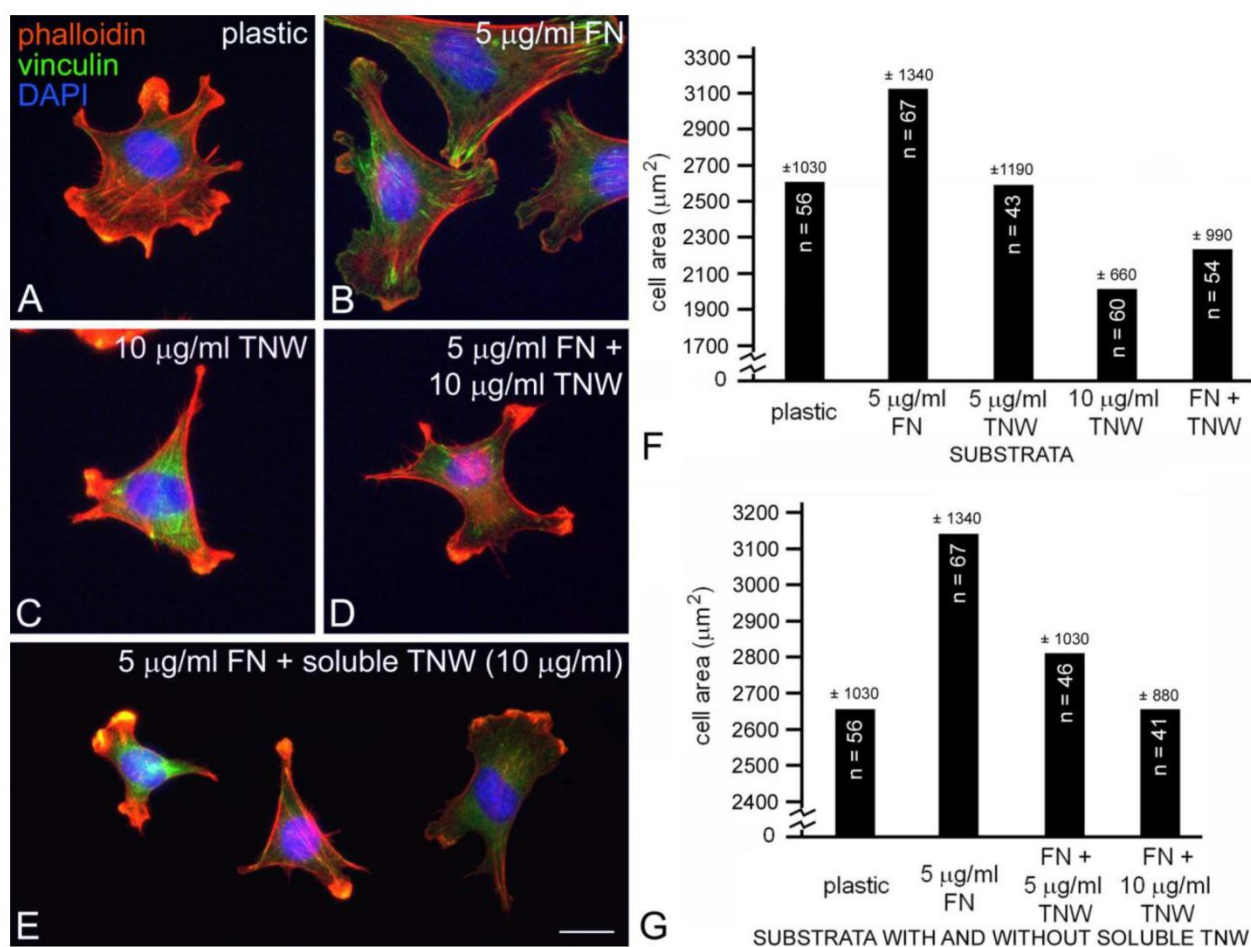 phalloidin
vinculin
DAPI
plastic
A
5 μg/ml FN
B
10 μg/ml TNW
C
5 μg/ml FN +
10 μg/ml TNW
D
5 μg/ml FN + soluble TNW (10 μg/ml)
E
cell area (μm²)
3300
3100
2900
2700
2500
2300
2100
1900
1700
0
±1030
n = 56
± 1340
n = 67
±1190
n = 43
± 660
n = 60
± 990
n = 54
plastic
5 μg/ml
FN
5 μg/ml
TNW
10 μg/ml
TNW
FN +
TNW
SUBSTRATA
F
cell area (μm²)
3200
3100
3000
2900
2800
2700
2600
2500
2400
0
± 1030
n = 56
± 1340
n = 67
± 1030
n = 46
± 880
n = 41
plastic
5 μg/ml
FN
FN +
5 μg/ml
TNW
FN +
10 μg/ml
TNW
SUBSTRATA WITH AND WITHOUT SOLUBLE TNW
G